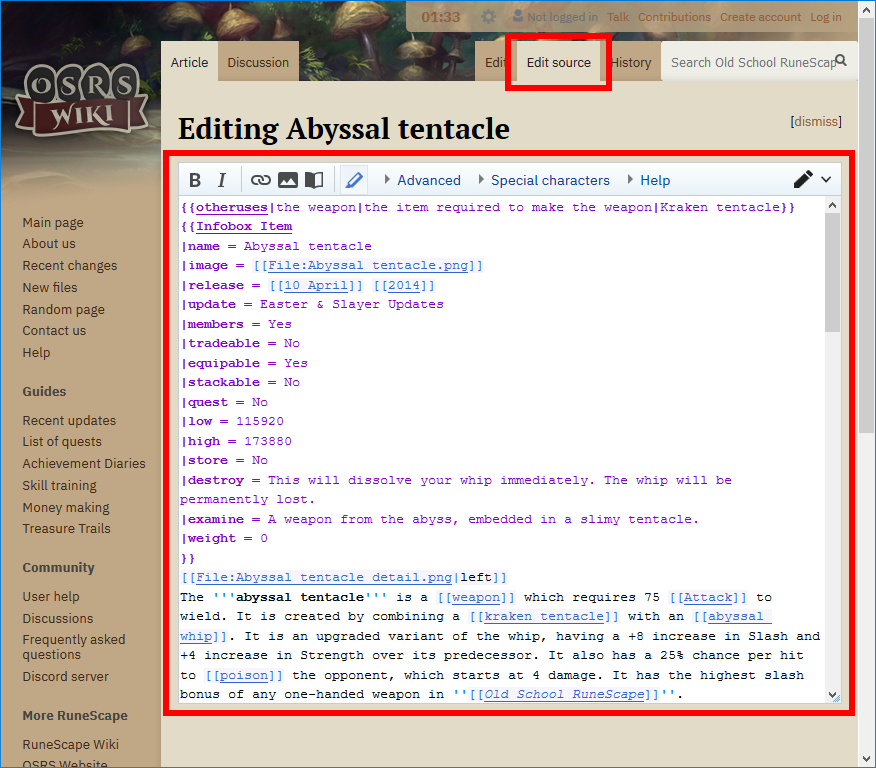 01:33 Not logged in Talk Contributions Create account Log in
Article Discussion Edit Edit source History Search Old School RuneScap
OSRS
WIKI
Editing Abyssal tentacle
[dismiss]
B I Advanced Special characters Help
Main page
About us
Recent changes
New files
Random page
Contact us
Help
Guides
Recent updates
List of quests
Achievement Diaries
Skill training
Money making
Treasure Trails
Community
User help
Discussions
Frequently asked
questions
Discord server
More RuneScape
RuneScape Wiki
OSRS Website
{{otheruses|the weapon|the item required to make the weapon|Kraken tentacle}}
{{Infobox Item
|name = Abyssal tentacle
|image = [[File:Abyssal tentacle.png]]
|release = [[10 April]] [[2014]]
|update = Easter & Slayer Updates
|members = Yes
|tradeable = No
|equipable = Yes
|stackable = No
|quest = No
|low = 115920
|high = 173880
|store = No
|destroy = This will dissolve your whip immediately. The whip will be
permanently lost.
|examine = A weapon from the abyss, embedded in a slimy tentacle.
|weight = 0
}}
[[File:Abyssal tentacle detail.png|left]]
The '''abyssal tentacle''' is a [[weapon]] which requires 75 [[Attack]] to
wield. It is created by combining a [[kraken tentacle]] with an [[abyssal
whip]]. It is an upgraded variant of the whip, having a +8 increase in Slash and
+4 increase in Strength over its predecessor. It also has a 25% chance per hit
to [[poison]] the opponent, which starts at 4 damage. It has the highest slash
bonus of any one-handed weapon in ''[[Old School RuneScape]]''.